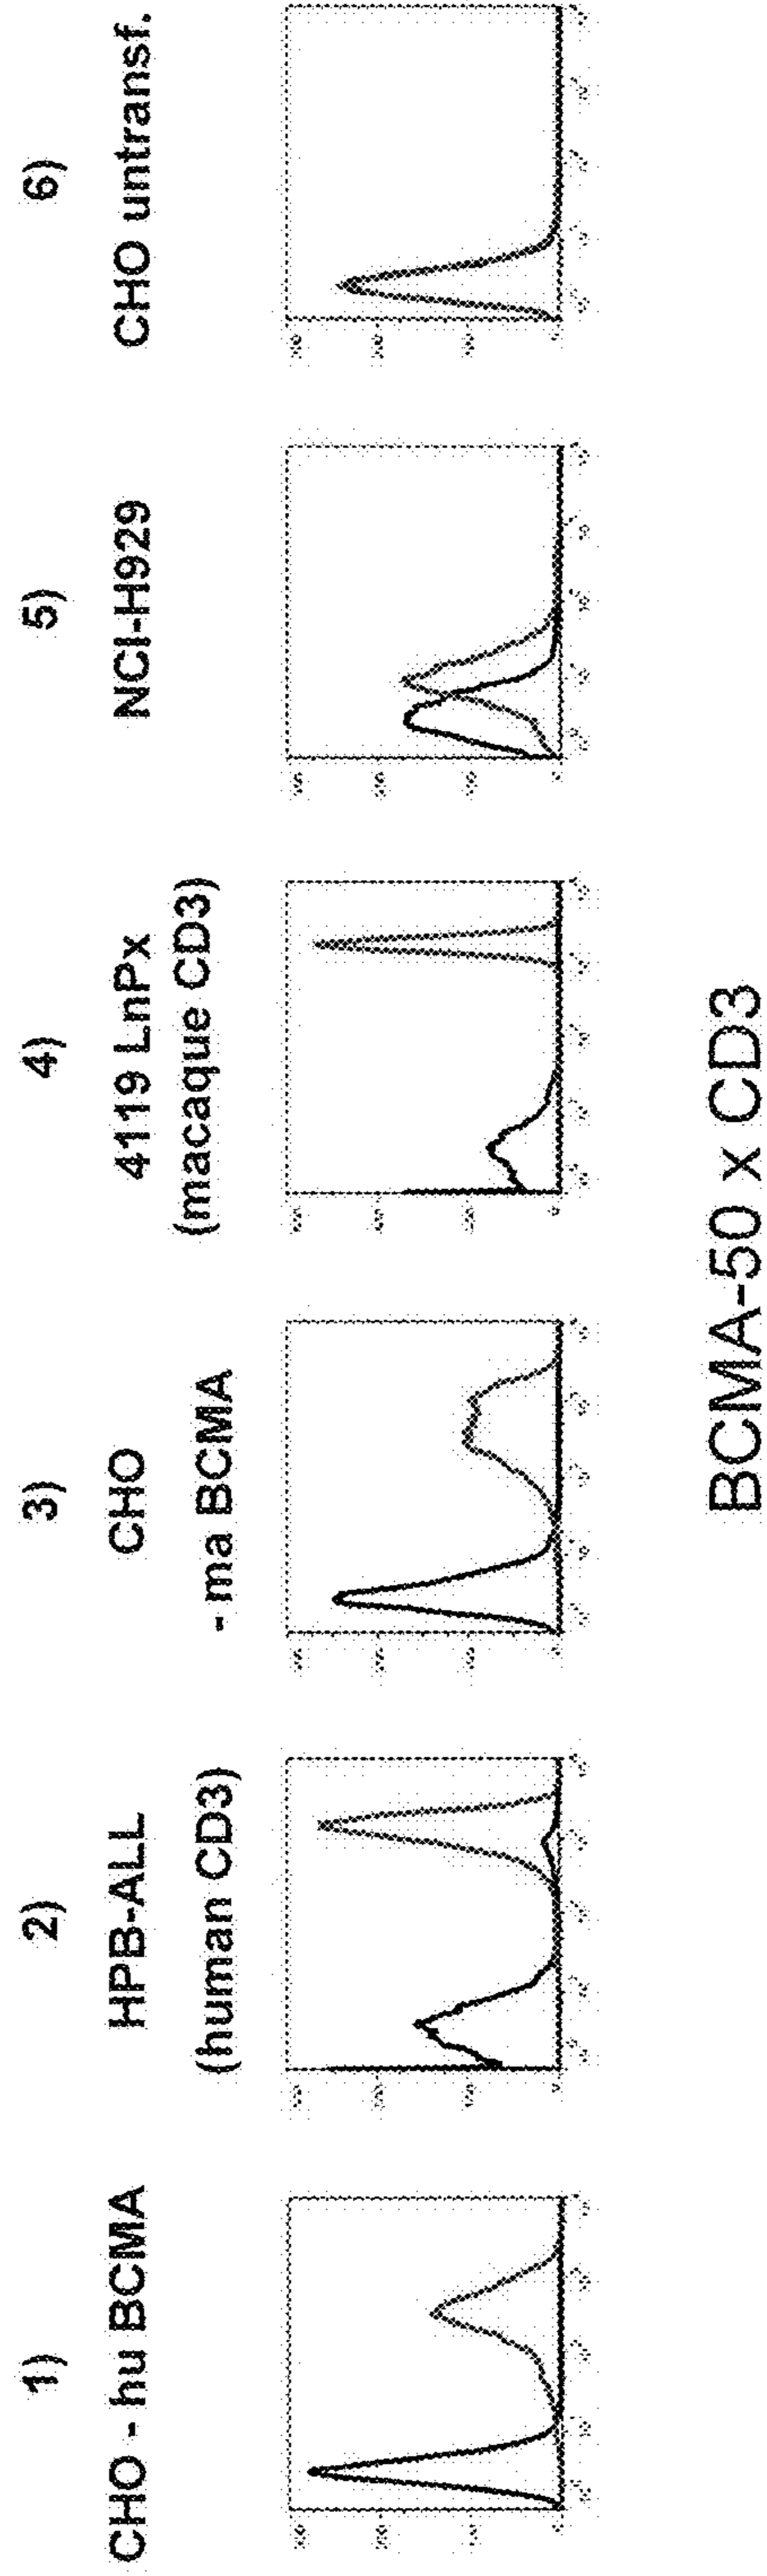 1)
CHO - hu BCMA
2)
HPB-ALL
(human CD3)
3)
CHO
- ma BCMA
4)
4119 LnPx
(macaque CD3)
5)
NCI-H929
6)
CHO untransf.
BCMA-50 x CD3